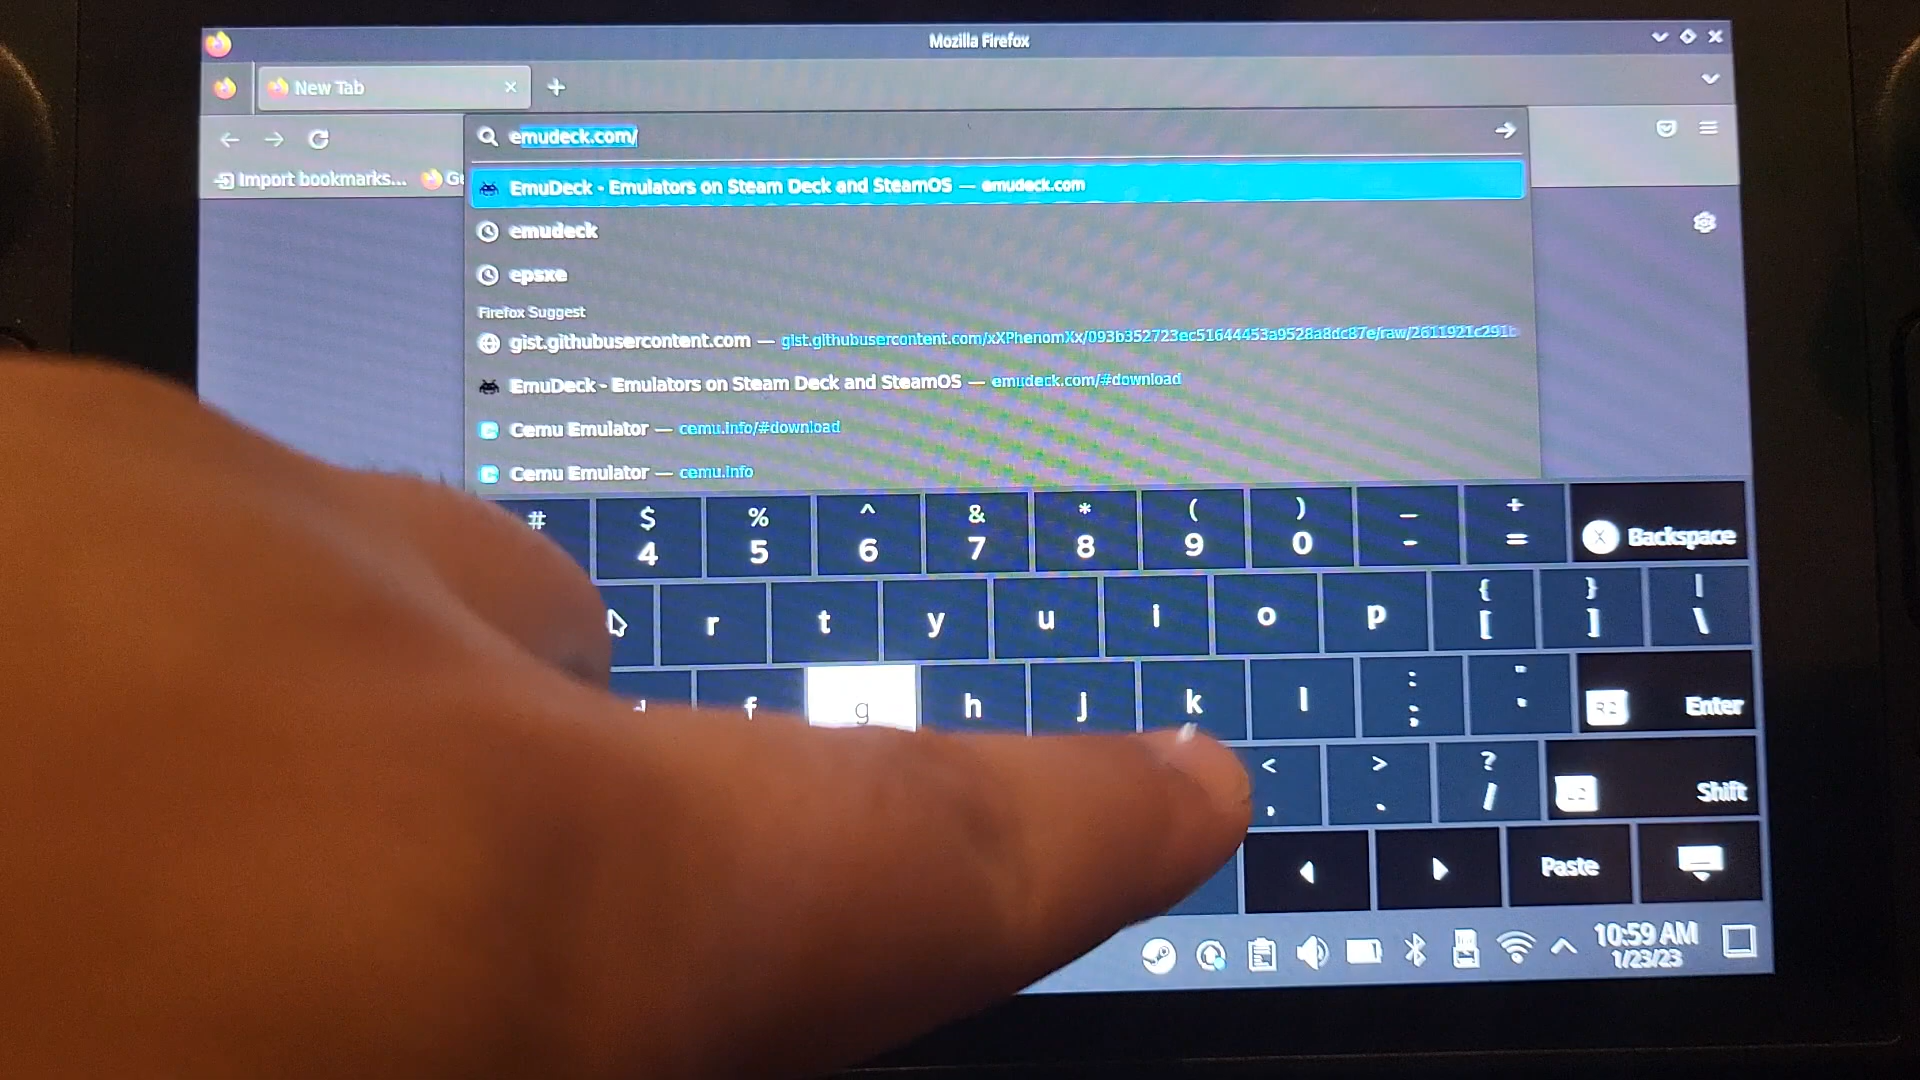 Mozilla Firefox
New Tab
emudeck.com/
Import bookmarks...
EmuDeck - Emulators on Steam Deck and SteamOS — emudeck.com
emudeck
epsxe
Firefox Suggest
gist.githubusercontent.com — gist.githubusercontent.com/xXPhenomXx/093b352723ec51644453a9528a8dc87e/raw/2611921c291b
EmuDeck - Emulators on Steam Deck and SteamOS — emudeck.com/#download
Cemu Emulator — cemu.info/#download
Cemu Emulator — cemu.info
# $ % ^ & * ( ) _ +
4 5 6 7 8 9 0 - = X Backspace
{ } |
r t y u i o p [ ] \
: "
f g h j k l ; ' R2 Enter
< > ?
, . / Shift
Paste
10:59 AM
1/23/23